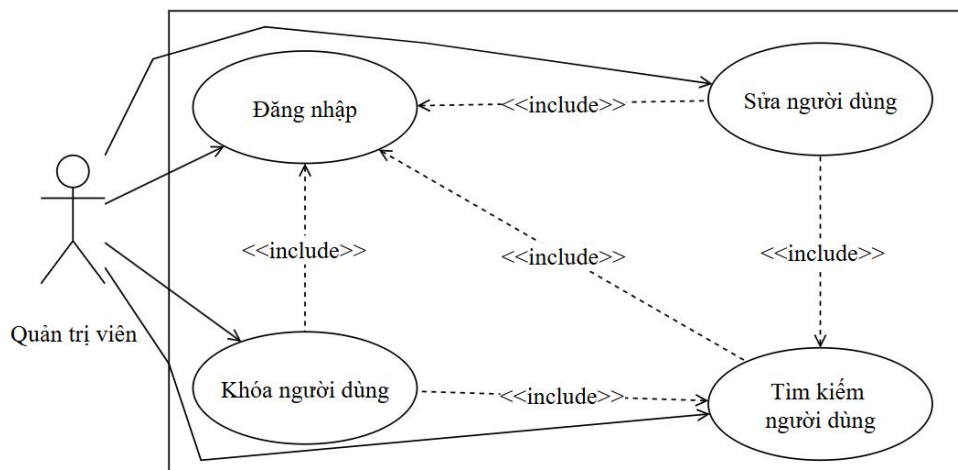 Đăng nhập
<<include>>
Sửa người dùng
<<include>>
<<include>>
<<include>>
Quản trị viên
Khóa người dùng
<<include>>
Tìm kiếm
người dùng